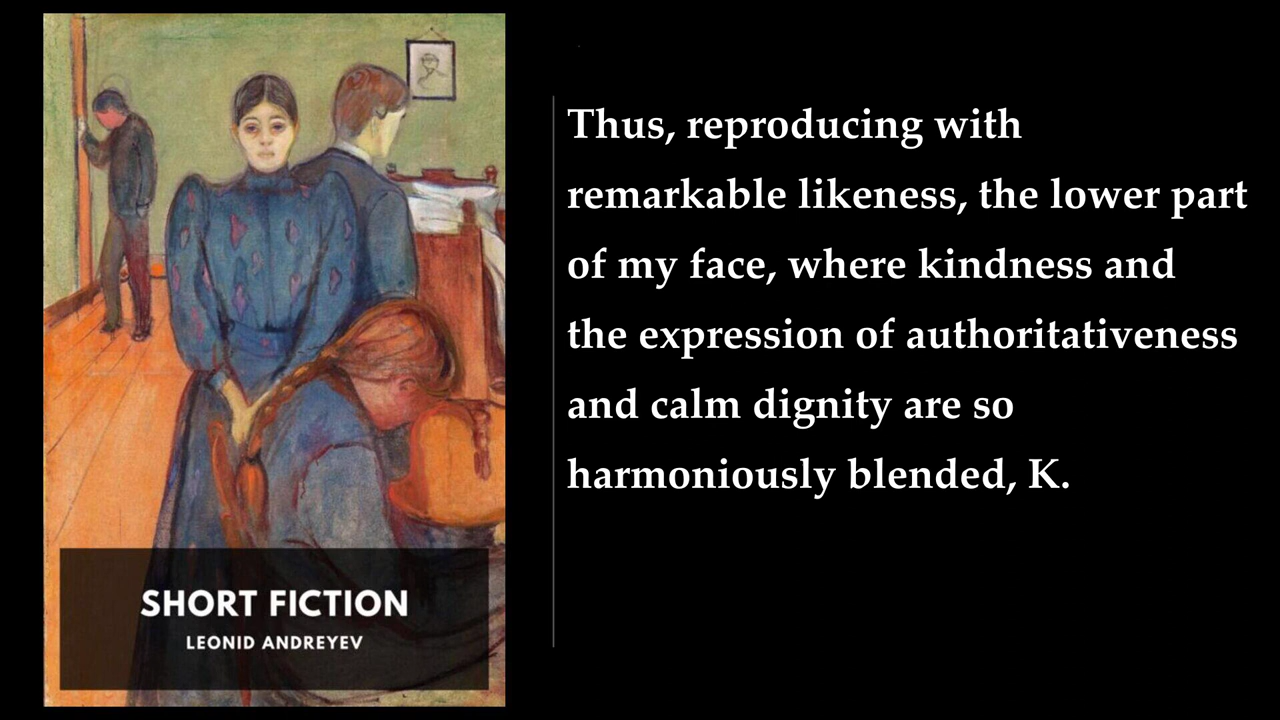 SHORT FICTION
LEONID ANDREYEV
Thus, reproducing with
remarkable likeness, the lower part
of my face, where kindness and
the expression of authoritativeness
and calm dignity are so
harmoniously blended, K.